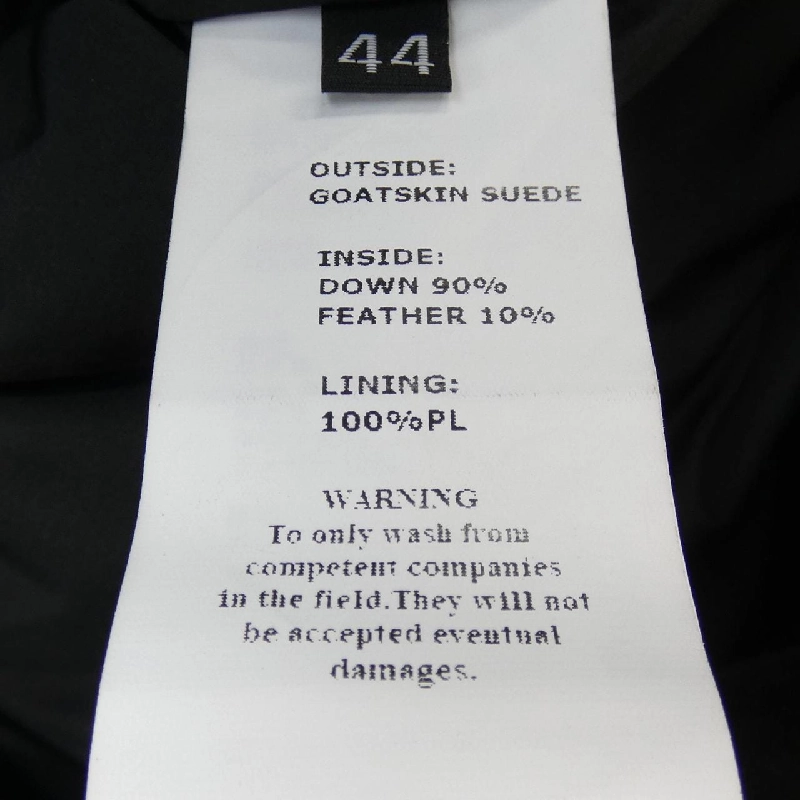 44
OUTSIDE:
GOATSKIN SUEDE
INSIDE:
DOWN 90%
FEATHER 10%
LINING:
100%PL
WARNING
To only wash from
competent companies
in the field.They will not
be accepted eventual
damages.